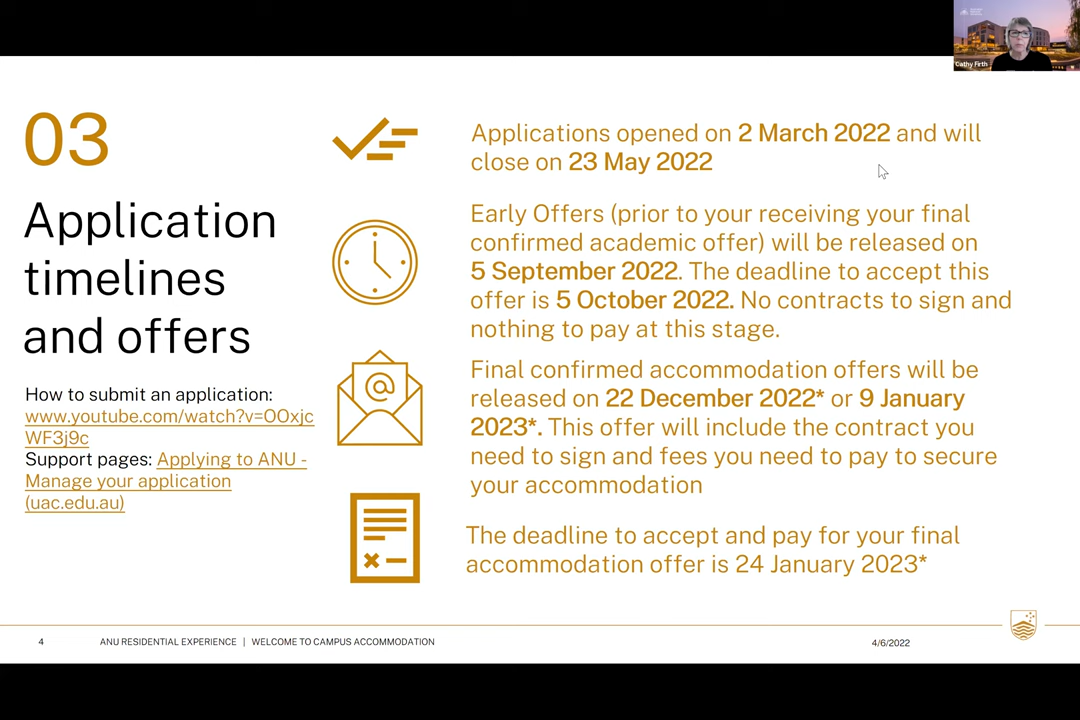 Cathy Firth
03
Application
timelines
and offers
How to submit an application:
www.youtube.com/watch?v=OOxjc
WF3j9c
Support pages: Applying to ANU -
Manage your application
(uac.edu.au)
Applications opened on 2 March 2022 and will
close on 23 May 2022
Early Offers (prior to your receiving your final
confirmed academic offer) will be released on
5 September 2022. The deadline to accept this
offer is 5 October 2022. No contracts to sign and
nothing to pay at this stage.
Final confirmed accommodation offers will be
released on 22 December 2022* or 9 January
2023*. This offer will include the contract you
need to sign and fees you need to pay to secure
your accommodation
The deadline to accept and pay for your final
accommodation offer is 24 January 2023*
4 ANU RESIDENTIAL EXPERIENCE | WELCOME TO CAMPUS ACCOMMODATION 4/6/2022